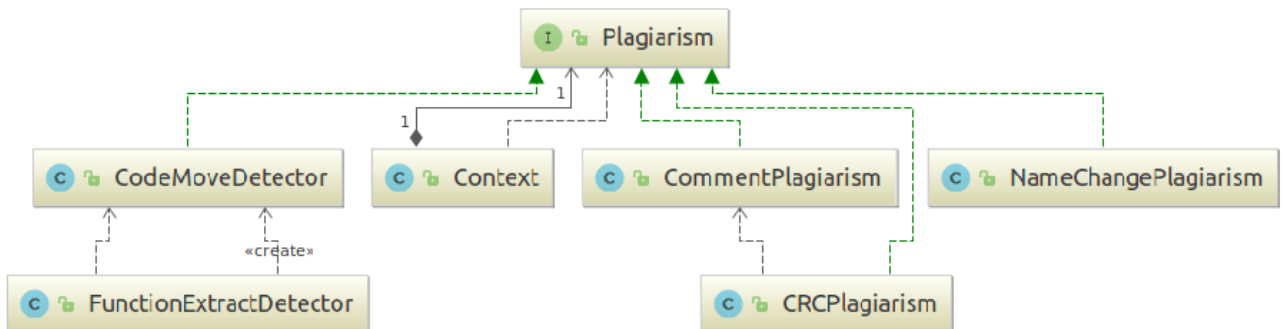 I Plagiarism
1
1
C CodeMoveDetector
C Context
C CommentPlagiarism
C NameChangePlagiarism
«create»
C FunctionExtractDetector
C CRCPlagiarism